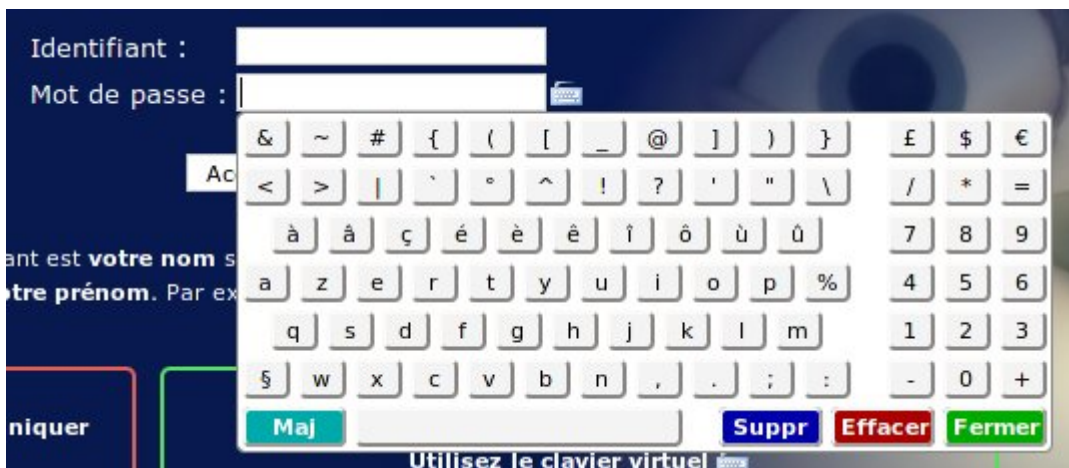 Identifiant :
Mot de passe :
& ~ # { ( [ _ @ ] ) } £ $ €
Ac
< > | ` ° ^ ! ? ' " \ / * =
à â ç é è ê î ô ù û 7 8 9
ant est votre nom s
a z e r t y u i o p % 4 5 6
otre prénom. Par ex
q s d f g h j k l m 1 2 3
§ w x c v b n , . ; : - 0 +
niquer
Maj Suppr Effacer Fermer
Utilisez le clavier virtuel